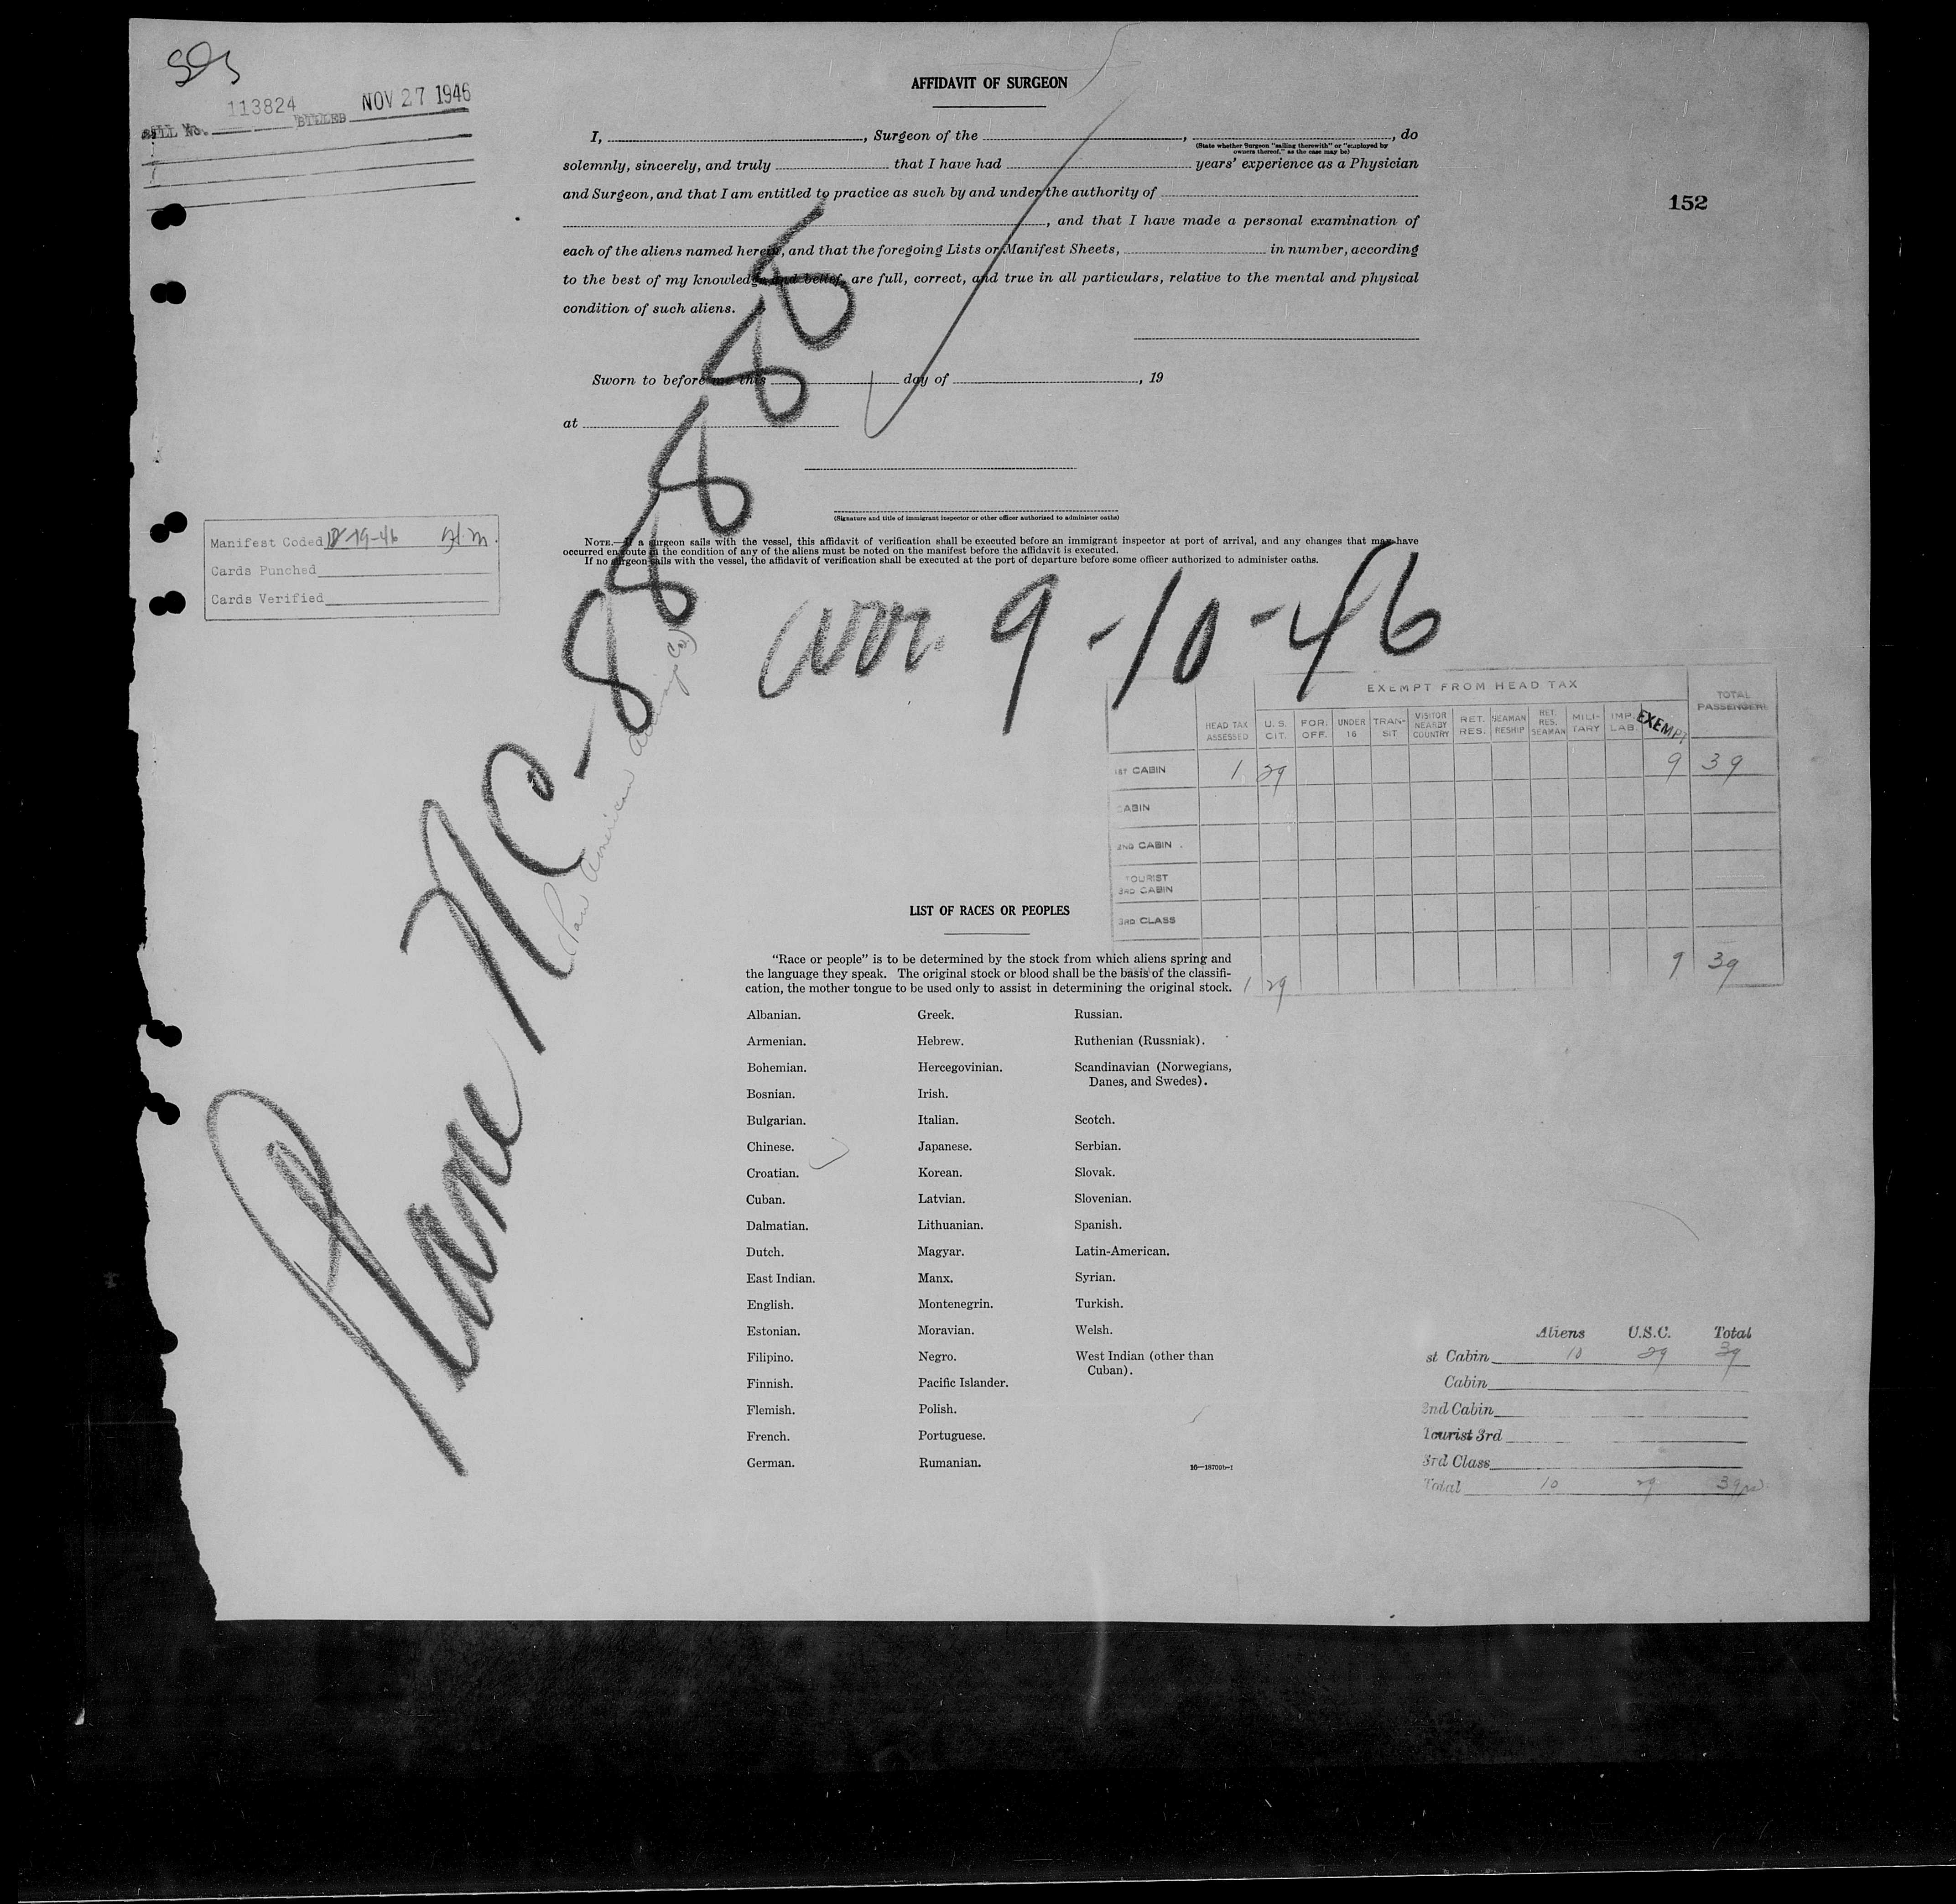 113824
BILL No. BILLED NOV 27 1946
AFFIDAVIT OF SURGEON
152
I, , Surgeon of the , , do
(State whether Surgeon "sailing therewith" or "employed by
owners thereof," as the case may be)
solemnly, sincerely, and truly that I have had years' experience as a Physician
and Surgeon, and that I am entitled to practice as such by and under the authority of
, and that I have made a personal examination of
each of the aliens named herein, and that the foregoing Lists or Manifest Sheets, in number, according
to the best of my knowledge and belief, are full, correct, and true in all particulars, relative to the mental and physical
condition of such aliens.
Sworn to before me this day of , 19
at
(Signature and title of immigrant inspector or other officer authorized to administer oaths)
NOTE.—If a surgeon sails with the vessel, this affidavit of verification shall be executed before an immigrant inspector at port of arrival, and any changes that may have
occurred en route in the condition of any of the aliens must be noted on the manifest before the affidavit is executed.
If no surgeon sails with the vessel, the affidavit of verification shall be executed at the port of departure before some officer authorized to administer oaths.
Manifest Coded 12-19-46
Cards Punched
Cards Verified
Plane NC-88858
(Pan American Airways Co)
arr. 9-10-46
EXEMPT FROM HEAD TAX
TOTAL PASSENGERS
HEAD TAX ASSESSED U.S. CIT. FOR. OFF. UNDER 16 TRANSIT VISITOR NEARBY COUNTRY RET. RES. SEAMAN RESHIP RET. RES. SEAMAN MILITARY IMP. LAB. EXEMPT
1ST CABIN 1 29 9 39
CABIN
2ND CABIN
TOURIST 3RD CABIN
3RD CLASS
1 29 9 39
LIST OF RACES OR PEOPLES
"Race or people" is to be determined by the stock from which aliens spring and
the language they speak. The original stock or blood shall be the basis of the classifi-
cation, the mother tongue to be used only to assist in determining the original stock.
Albanian. Greek. Russian.
Armenian. Hebrew. Ruthenian (Russniak).
Bohemian. Hercegovinian. Scandinavian (Norwegians,
Danes, and Swedes).
Bosnian. Irish.
Bulgarian. Italian. Scotch.
Chinese. Japanese. Serbian.
Croatian. Korean. Slovak.
Cuban. Latvian. Slovenian.
Dalmatian. Lithuanian. Spanish.
Dutch. Magyar. Latin-American.
East Indian. Manx. Syrian.
English. Montenegrin. Turkish.
Estonian. Moravian. Welsh.
Filipino. Negro. West Indian (other than
Cuban).
Finnish. Pacific Islander.
Flemish. Polish.
French. Portuguese.
German. Rumanian.
16—18709b-1
Aliens U.S.C. Total
st Cabin 10 29 39
Cabin
2nd Cabin
Tourist 3rd
3rd Class
Total 10 29 39